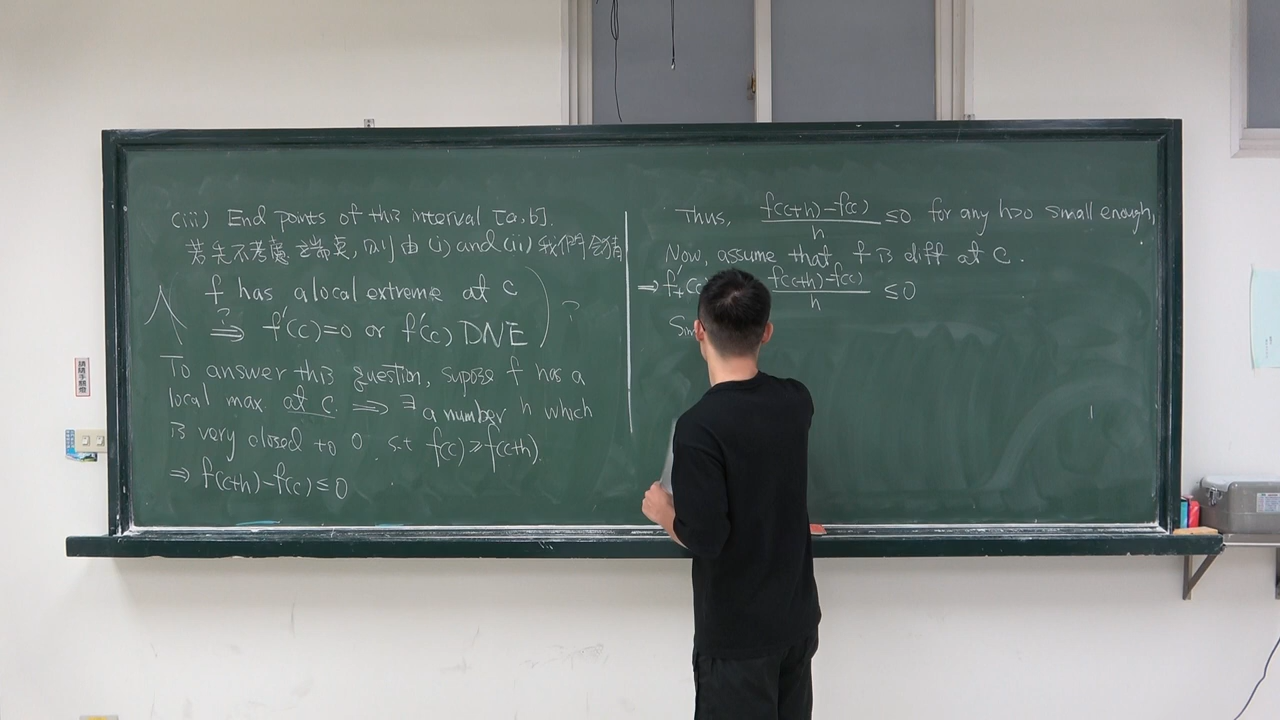 (iii) End points of this interval [a,b].
若先不考慮端點,則由(i)and(ii)我們會猜
( f has a local extreme at c
?⇒ f'(c)=0 or f'(c) DNE ) ?
To answer this question, supose f has a
local max. at c. ⇒ ∃ a number h which
is very closed to 0. s.t f(c)≥f(c+h).
⇒ f(c+h)-f(c)≤0
Thus, f(c+h)-f(c)/h ≤0 for any h>0 small enough,
Now, assume that f is diff at c.
⇒ f'₊(c f(c+h)-f(c)/h ≤0